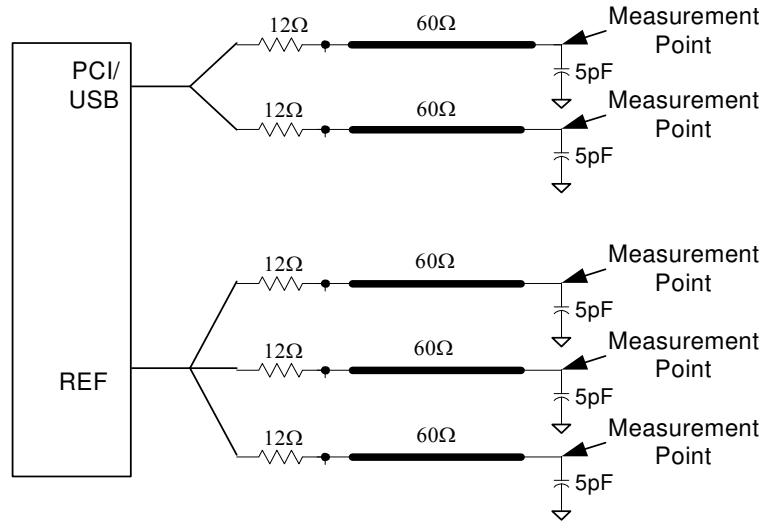 12Ω
60Ω
Measurement
Point
PCI/
USB
5pF
12Ω
60Ω
Measurement
Point
5pF
12Ω
60Ω
Measurement
Point
5pF
REF
12Ω
60Ω
Measurement
Point
5pF
12Ω
60Ω
Measurement
Point
5pF